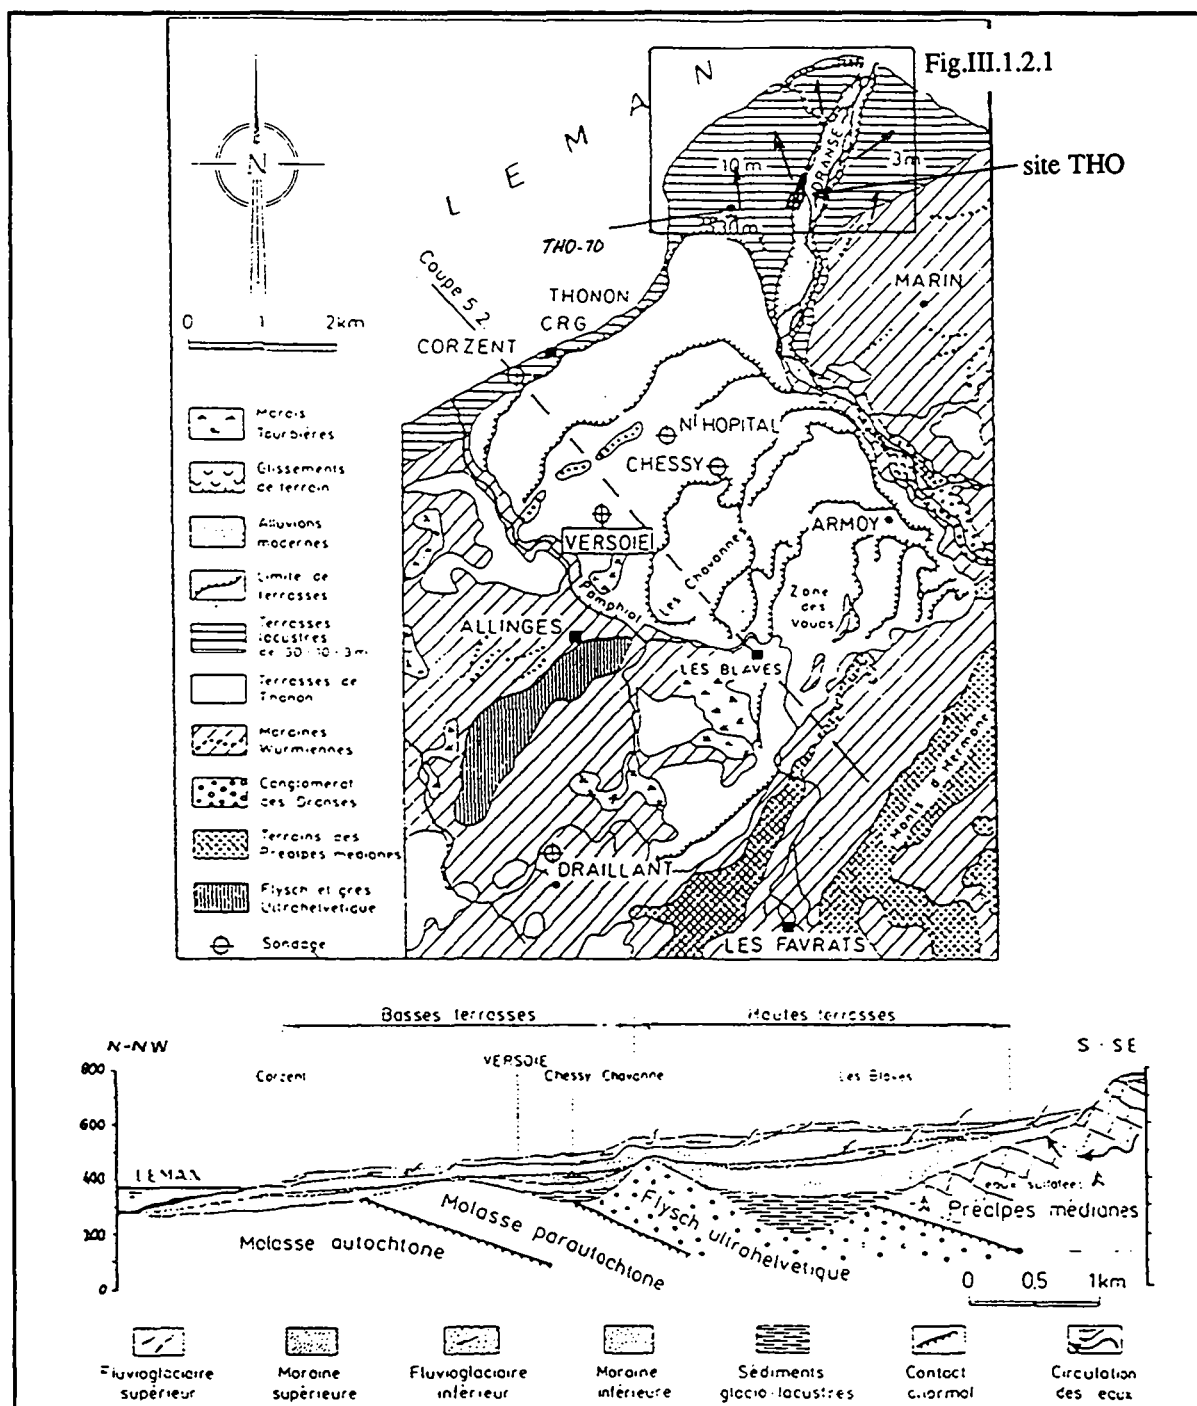 Fig.III.1.2.1
L E M A N
N
10 m
DRANSE
3m
site THO
THO-70
MARIN
Coupe 5 2
THONON
CRG
CORZENT
0 1 2km
Nl HOPITAL
CHESSY
VERSOIE
ARMOY
Les Chavanne
Pamphiot
Zone
des
Vouas
ALLINGES
LES BLAVES
Monts d'Hermone
DRAILLANT
LES FAVRATS
Marais
Tourbières
Glissements
de terrain
Alluvions
modernes
Limite de
terrasses
Terrasses
lacustres
de 30-10-3m
Terrasses de
Thonon
Moraines
Wurmiennes
Conglomerat
des Dranses
Terrains des
Préalpes médianes
Flysch et grès
Ultrahelvetique
Sondage
Basses terrasses
Hautes terrasses
N-NW
S - SE
VERSOIE
Corzent
Chessy Chavanne
Les Blaves
800
600
400
200
0
LEMAN
eaux sulfatées
Préalpes médianes
Molasse autochtone
Molasse parautochtone
Flysch ultrahelvetique
0 0.5 1km
Fluvioglaciaire
supérieur
Moraine
supérieure
Fluvioglaciaire
inférieur
Moraine
inférieure
Sédiments
glacio-lacustres
Contact
anormal
Circulation
des eaux